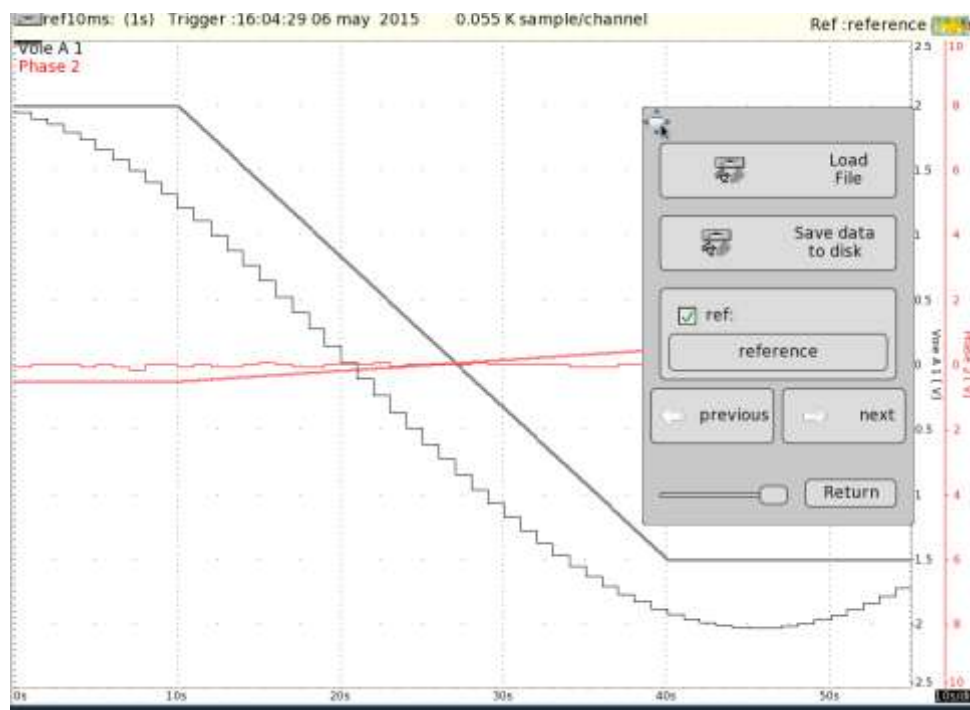 ref10ms: (1s) Trigger :16:04:29 06 may 2015 0.055 K sample/channel
Ref :reference
Voie A 1
Phase 2
2.5 10
2 8
1.5 6
1 4
0.5 2
0 0
0.5 2
1 4
1.5 6
2 8
2.5 10
Voie A 1 (V)
Load
File
Save data
to disk
ref:
reference
previous next
Return
0s 10s 20s 30s 40s 50s